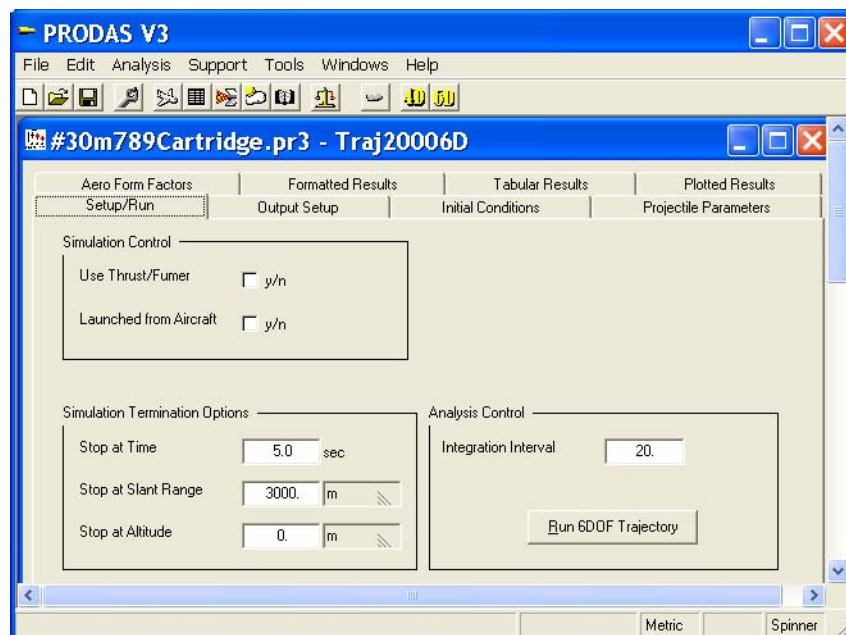 PRODAS V3
File Edit Analysis Support Tools Windows Help
#30m789Cartridge.pr3 - Traj20006D
Aero Form Factors Formatted Results Tabular Results Plotted Results
Setup/Run Output Setup Initial Conditions Projectile Parameters
Simulation Control
Use Thrust/Fumer y/n
Launched from Aircraft y/n
Simulation Termination Options
Stop at Time 5.0 sec
Stop at Slant Range 3000. m
Stop at Altitude 0. m
Analysis Control
Integration Interval 20.
Run 6DOF Trajectory
Metric Spinner